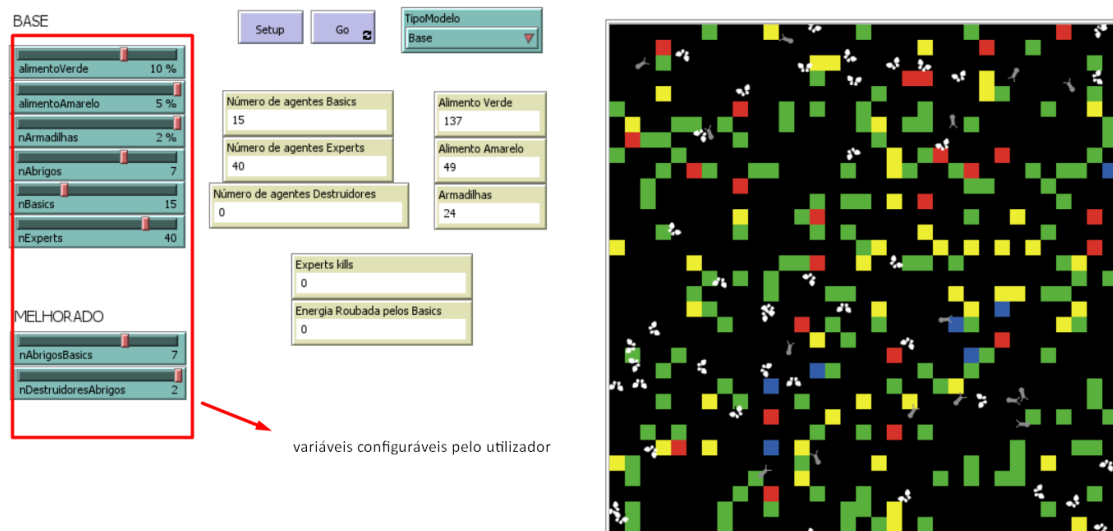 BASE
Setup
Go
TipoModelo
Base
alimentoVerde 10 %
alimentoAmarelo 5 %
nArmadilhas 2 %
nAbrigos 7
nBasics 15
nExperts 40
Número de agentes Basics
15
Número de agentes Experts
40
Número de agentes Destruidores
0
Alimento Verde
137
Alimento Amarelo
49
Armadilhas
24
Experts kills
0
Energia Roubada pelos Basics
0
MELHORADO
nAbrigosBasics 7
nDestruidoresAbrigos 2
variáveis configuráveis pelo utilizador